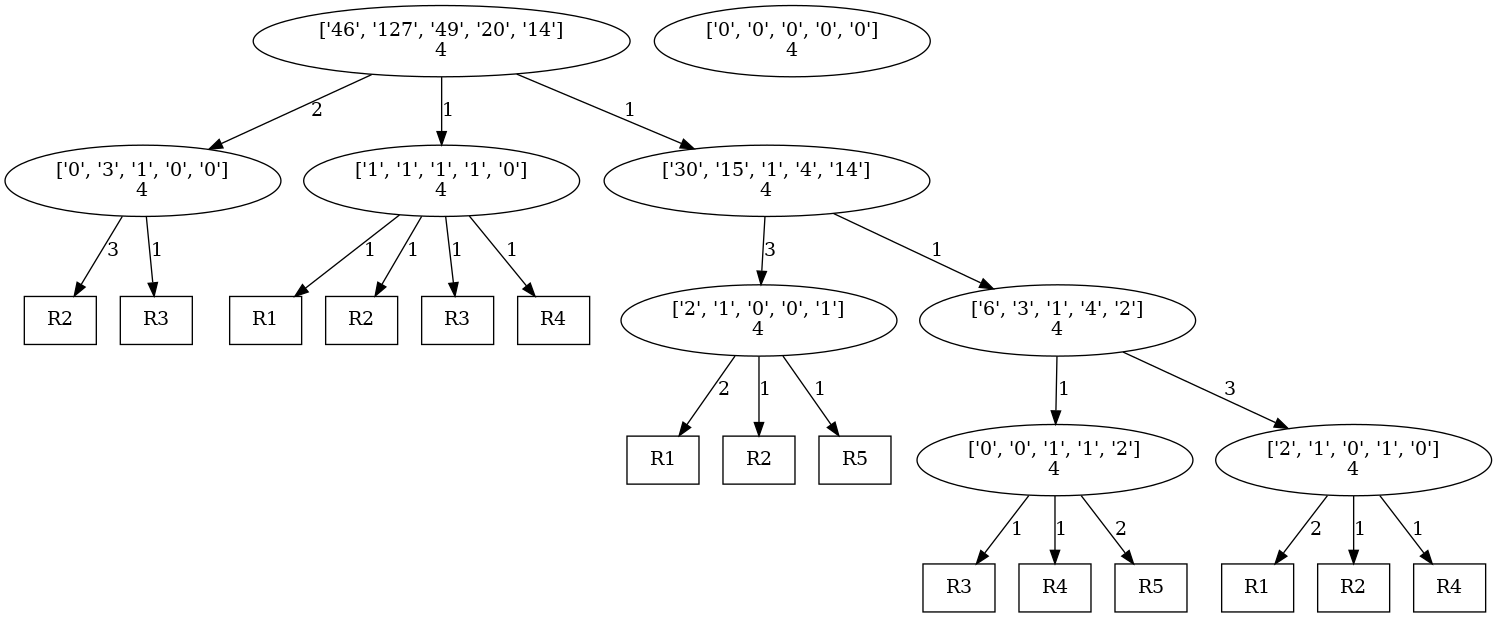 ['46', '127', '49', '20', '14']
4
['0', '0', '0', '0', '0']
4
2
1
1
['0', '3', '1', '0', '0']
4
['1', '1', '1', '1', '0']
4
['30', '15', '1', '4', '14']
4
3
1
1
1
1
1
3
1
R2
R3
R1
R2
R3
R4
['2', '1', '0', '0', '1']
4
['6', '3', '1', '4', '2']
4
2
1
1
1
3
R1
R2
R5
['0', '0', '1', '1', '2']
4
['2', '1', '0', '1', '0']
4
1
1
2
2
1
1
R3
R4
R5
R1
R2
R4